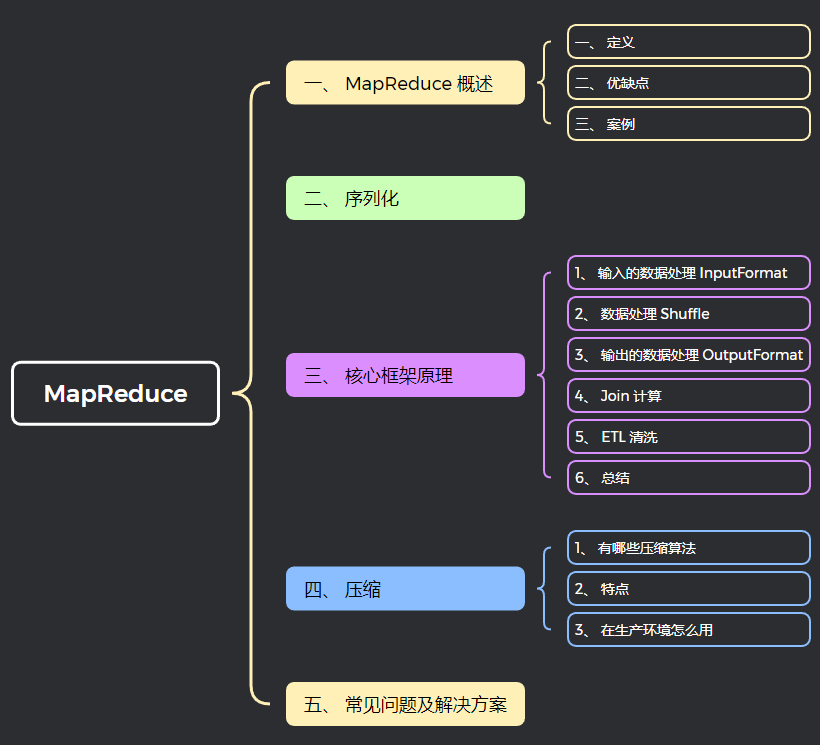 MapReduce
一、 MapReduce 概述
一、 定义
二、 优缺点
三、 案例
二、 序列化
三、 核心框架原理
1、 输入的数据处理 InputFormat
2、 数据处理 Shuffle
3、 输出的数据处理 OutputFormat
4、 Join 计算
5、 ETL 清洗
6、 总结
四、 压缩
1、 有哪些压缩算法
2、 特点
3、 在生产环境怎么用
五、 常见问题及解决方案